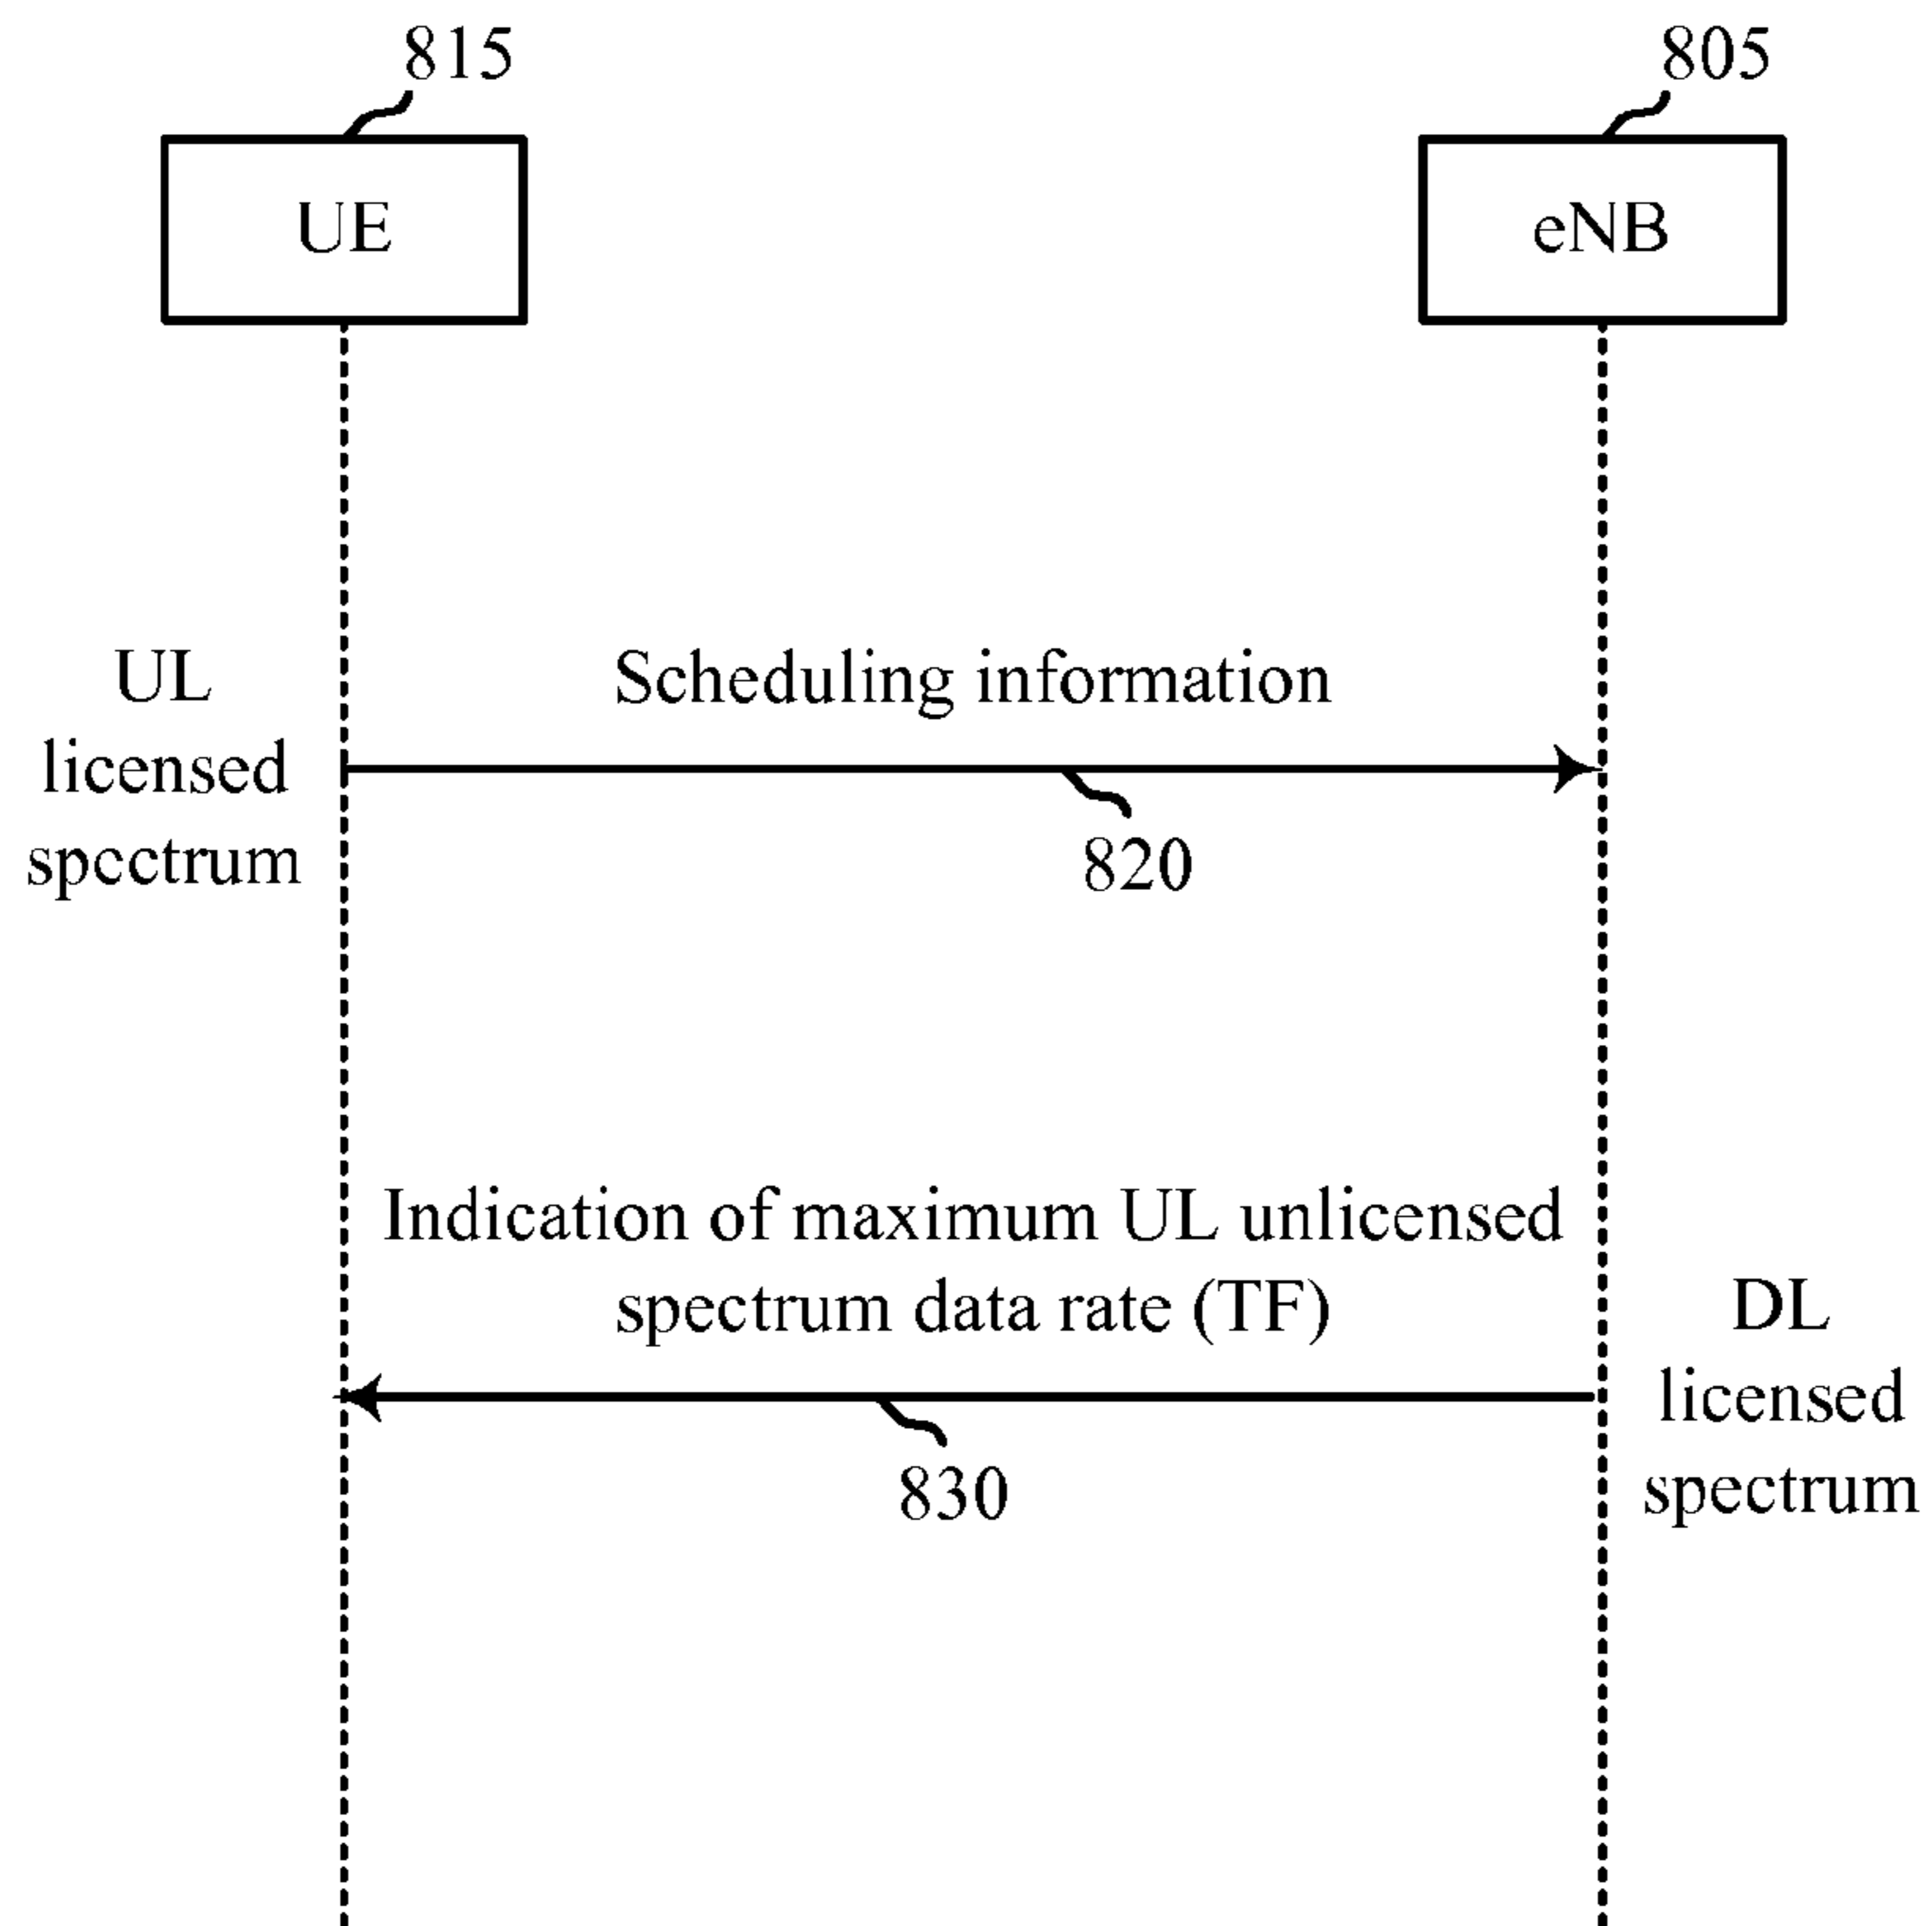 815
805
UE
eNB
UL
licensed
spectrum
Scheduling information
820
Indication of maximum UL unlicensed
spectrum data rate (TF)
830
DL
licensed
spectrum